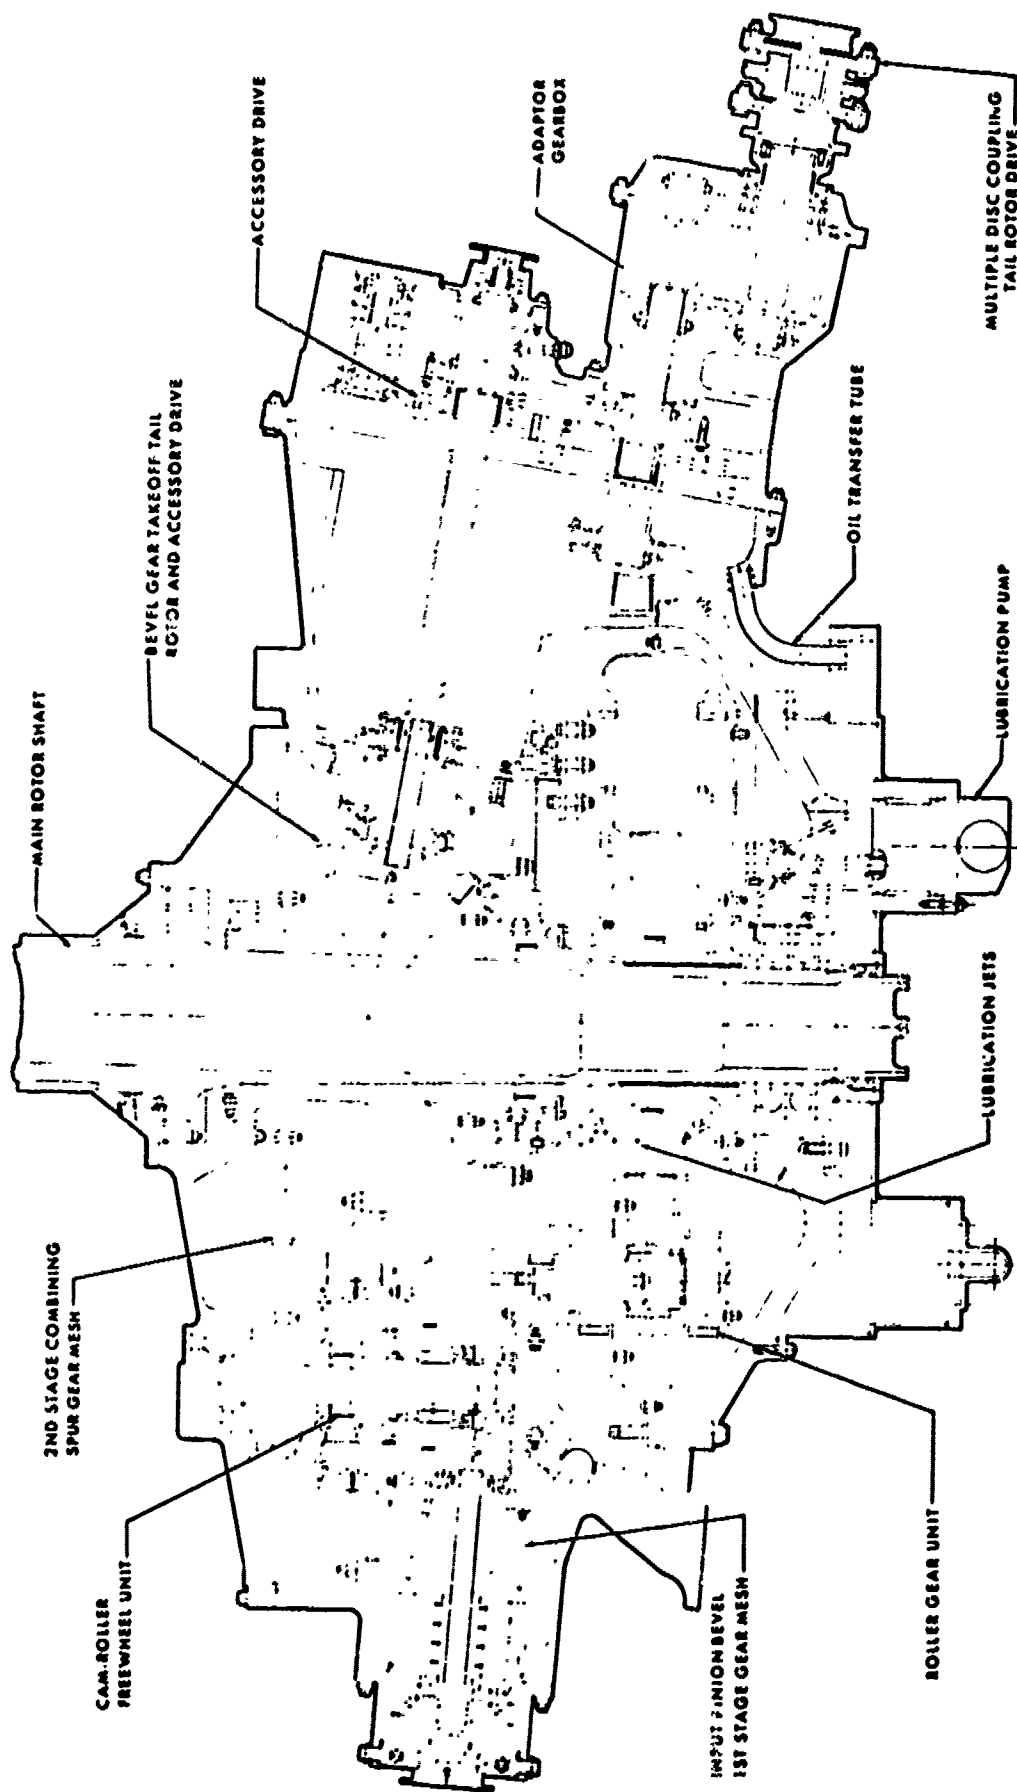 MAIN ROTOR SHAFT
BEVEL GEAR TAKEOFF TAIL
ROTOR AND ACCESSORY DRIVE
ACCESSORY DRIVE
ADAPTOR
GEARBOX
2ND STAGE COMBINING
SPUR GEAR MESH
CAM-ROLLER
FREEWHEEL UNIT
INPUT PINION BEVEL
1ST STAGE GEAR MESH
ROLLER GEAR UNIT
LUBRICATION JETS
LUBRICATION PUMP
OIL TRANSFER TUBE
MULTIPLE DISC COUPLING
TAIL ROTOR DRIVE